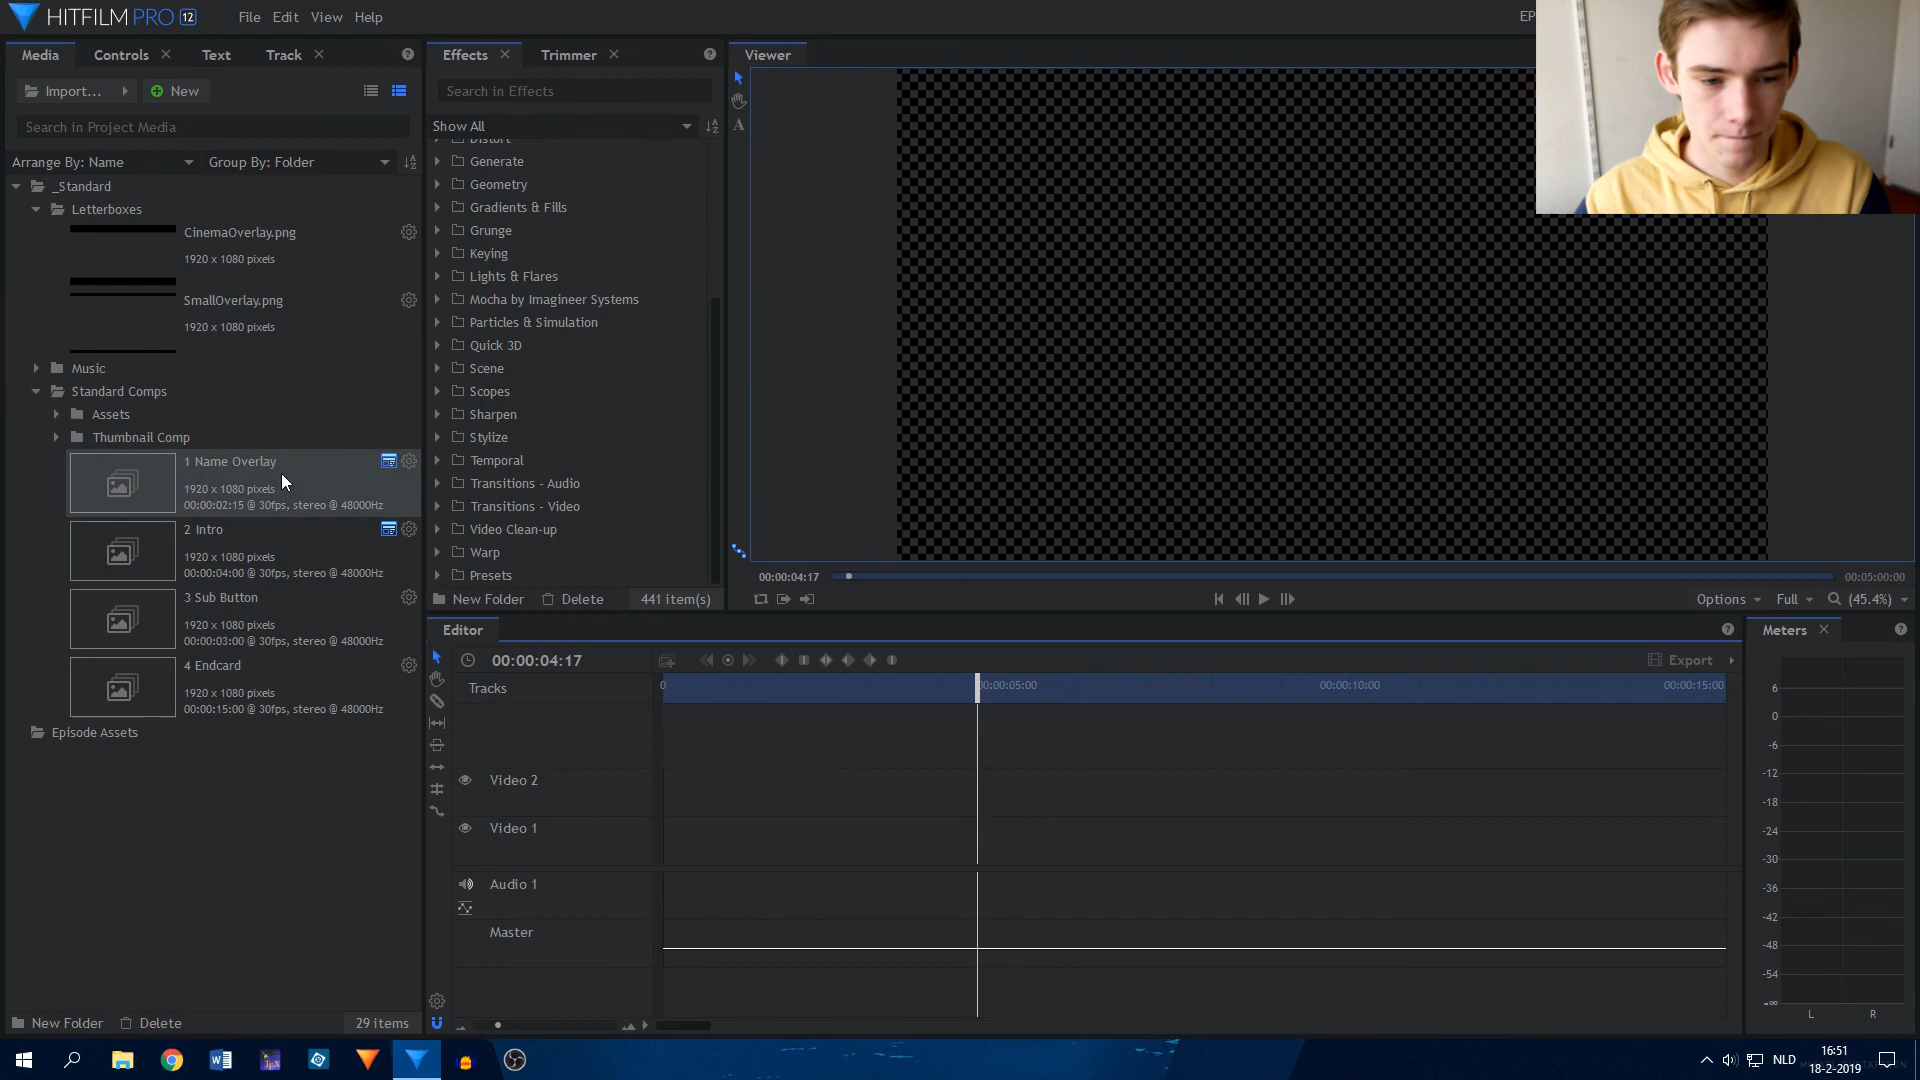 HITFILM PRO 12
File Edit View Help
EP
Media Controls Text Track
Import... New
Search in Project Media
Arrange By: Name Group By: Folder
_Standard
Letterboxes
CinemaOverlay.png
1920 x 1080 pixels
SmallOverlay.png
1920 x 1080 pixels
Music
Standard Comps
Assets
Thumbnail Comp
1 Name Overlay
1920 x 1080 pixels
00:00:02:15 @ 30fps, stereo @ 48000Hz
2 Intro
1920 x 1080 pixels
00:00:04:00 @ 30fps, stereo @ 48000Hz
3 Sub Button
1920 x 1080 pixels
00:00:03:00 @ 30fps, stereo @ 48000Hz
4 Endcard
1920 x 1080 pixels
00:00:15:00 @ 30fps, stereo @ 48000Hz
Episode Assets
New Folder Delete 29 items
Effects Trimmer
Search in Effects
Show All
Distort
Generate
Geometry
Gradients & Fills
Grunge
Keying
Lights & Flares
Mocha by Imagineer Systems
Particles & Simulation
Quick 3D
Scene
Scopes
Sharpen
Stylize
Temporal
Transitions - Audio
Transitions - Video
Video Clean-up
Warp
Presets
New Folder Delete 441 item(s)
Viewer
A
00:00:04:17 00:05:00:00
Options Full (45.4%)
Editor
00:00:04:17 Export
Tracks 0 00:00:05:00 00:00:10:00 00:00:15:00
Video 2
Video 1
Audio 1
Master
Meters
6
0
-6
-12
-18
-24
-30
-36
-42
-48
-54
-∞
L R
NLD 16:51
18-2-2019